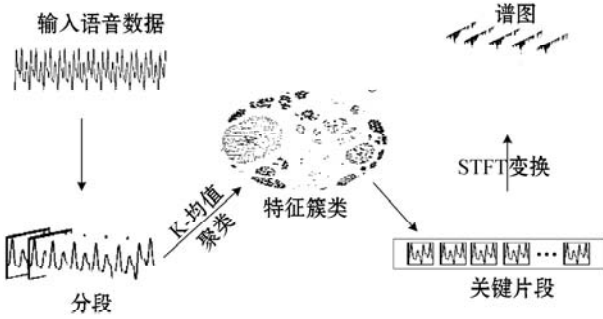 输入语音数据
谱图
STFT变换
K-均值
聚类
特征簇类
分段
关键片段